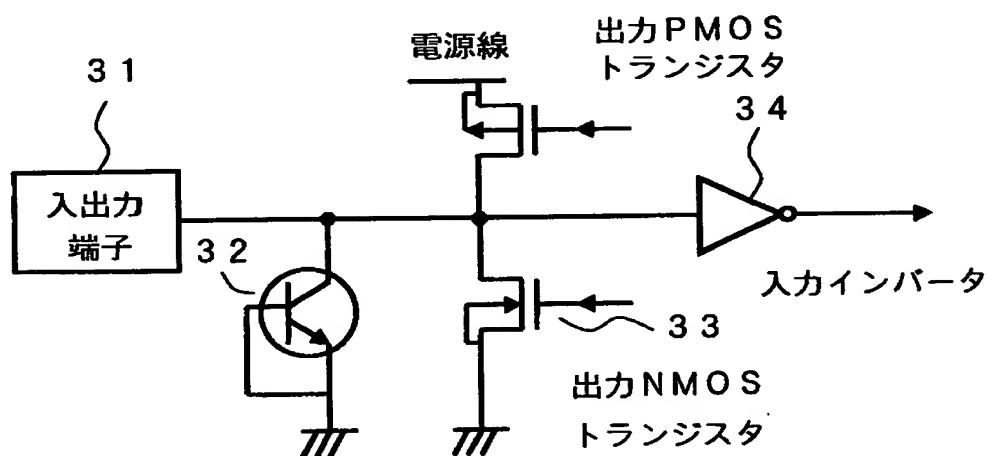 ３１
電源線
出力ＰＭＯＳ
トランジスタ
３４
入出力
端子
３２
３３
入力インバータ
出力ＮＭＯＳ
トランジスタ